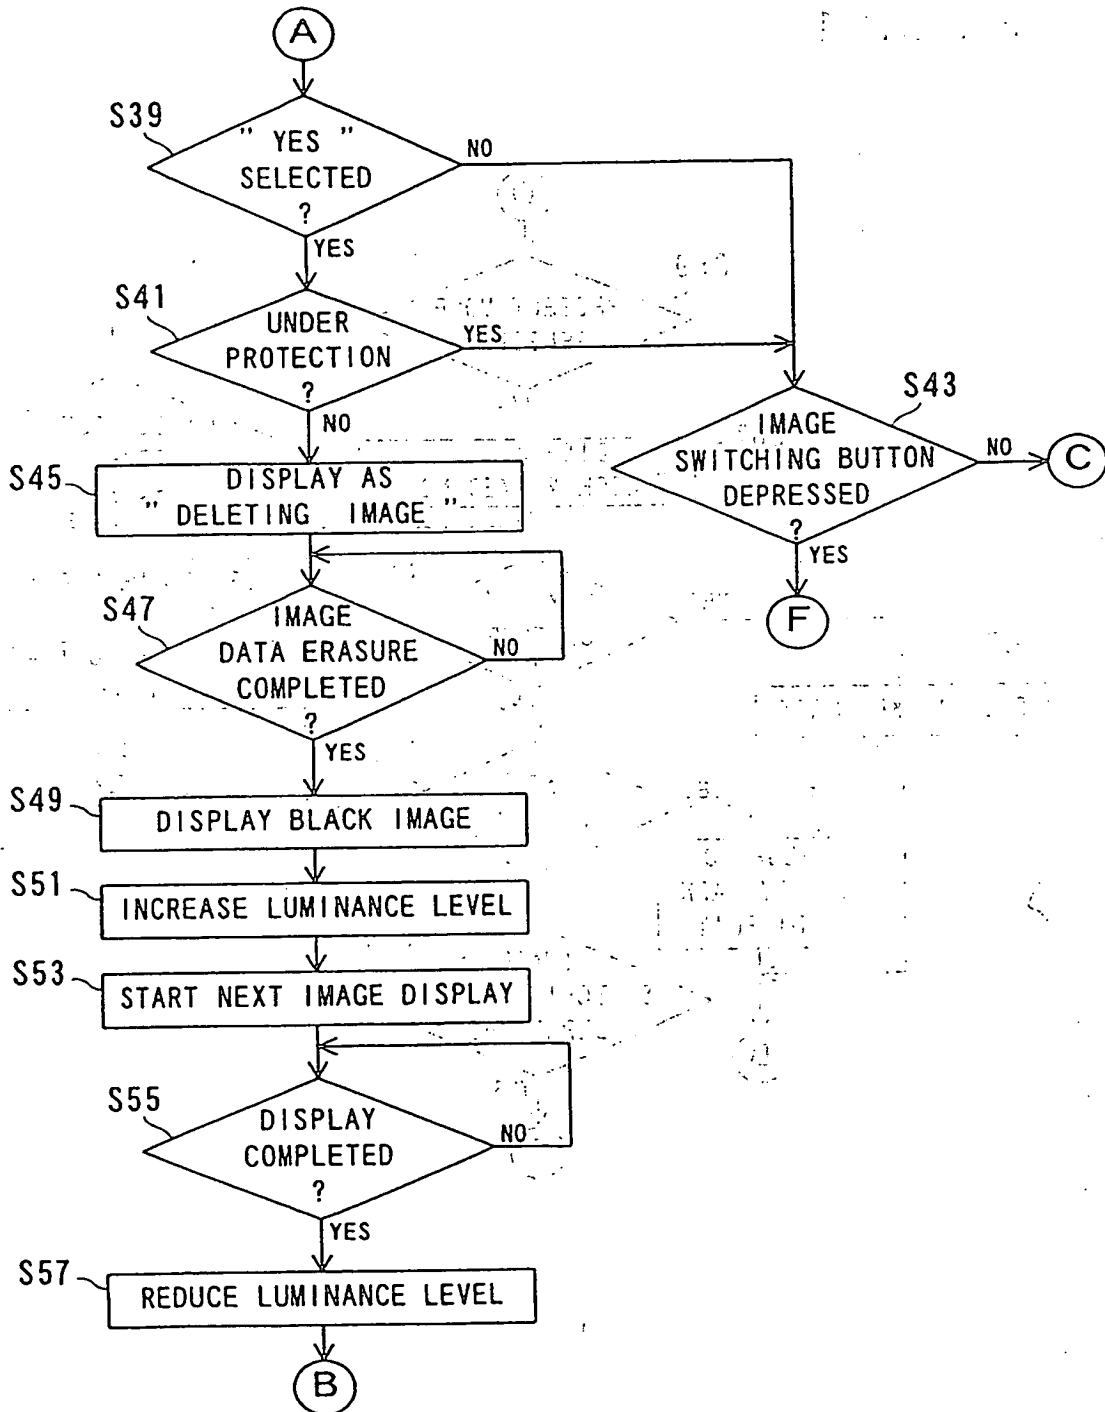 A
S39
" YES "
SELECTED
?
NO
YES
S41
UNDER
PROTECTION
?
YES
NO
S43
IMAGE
SWITCHING BUTTON
DEPRESSED
?
NO
C
YES
F
S45
DISPLAY AS
" DELETING IMAGE "
S47
IMAGE
DATA ERASURE
COMPLETED
?
NO
YES
S49
DISPLAY BLACK IMAGE
S51
INCREASE LUMINANCE LEVEL
S53
START NEXT IMAGE DISPLAY
S55
DISPLAY
COMPLETED
?
NO
YES
S57
REDUCE LUMINANCE LEVEL
B